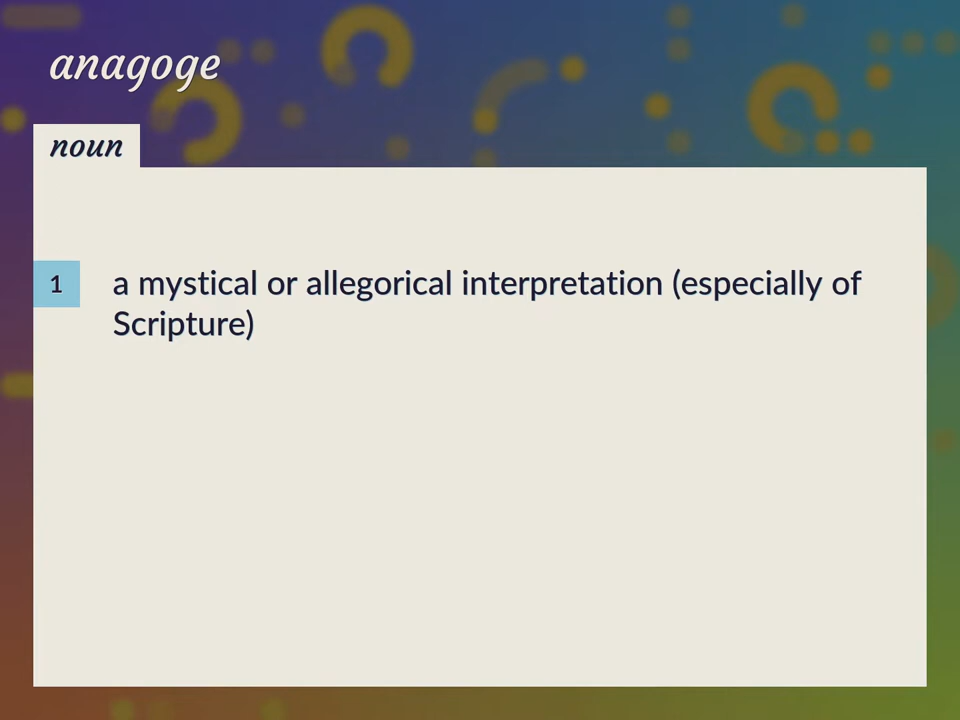 anagoge
noun
1
a mystical or allegorical interpretation (especially of
Scripture)